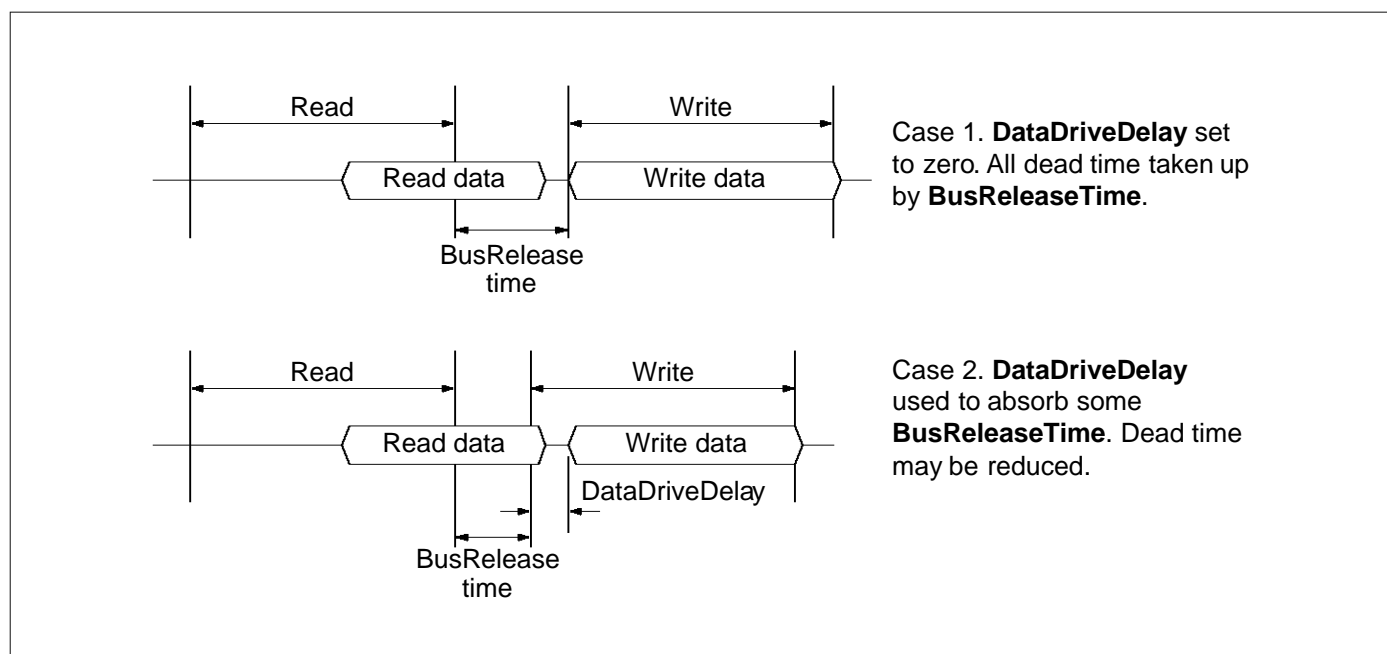 Read
Write
Read data
Write data
BusRelease
time
Case 1. DataDriveDelay set
to zero. All dead time taken up
by BusReleaseTime.
Read
Write
Read data
Write data
DataDriveDelay
BusRelease
time
Case 2. DataDriveDelay
used to absorb some
BusReleaseTime. Dead time
may be reduced.